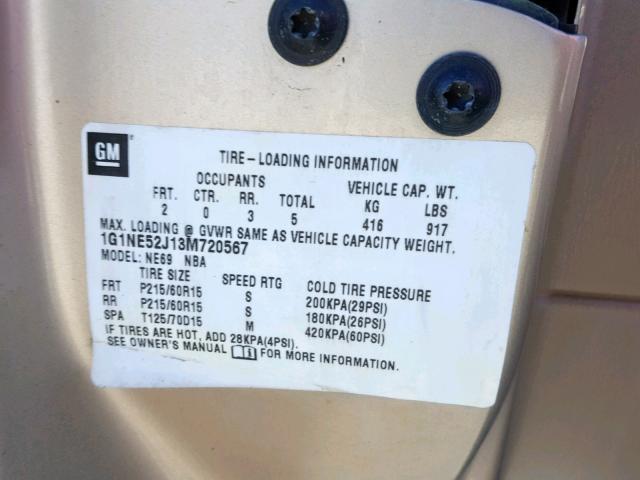 GM
TIRE-LOADING INFORMATION
OCCUPANTS VEHICLE CAP. WT.
FRT. CTR. RR. TOTAL KG LBS
2 0 3 5 416 917
MAX. LOADING @ GVWR SAME AS VEHICLE CAPACITY WEIGHT.
1G1NE52J13M720567
MODEL: NE69 NBA
TIRE SIZE SPEED RTG COLD TIRE PRESSURE
FRT P215/60R15 S 200KPA(29PSI)
RR P215/60R15 S 180KPA(26PSI)
SPA T125/70D15 M 420KPA(60PSI)
IF TIRES ARE HOT, ADD 28KPA(4PSI).
SEE OWNER'S MANUAL FOR MORE INFORMATION.